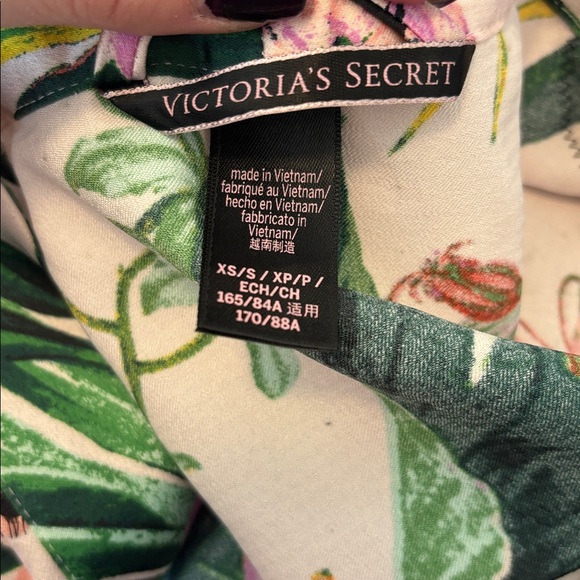 VICTORIA'S SECRET
made in Vietnam/
fabriqué au Vietnam/
hecho en Vietnam/
fabbricato in
Vietnam/
越南制造
XS/S / XP/P /
ECH/CH
165/84A 适用
170/88A